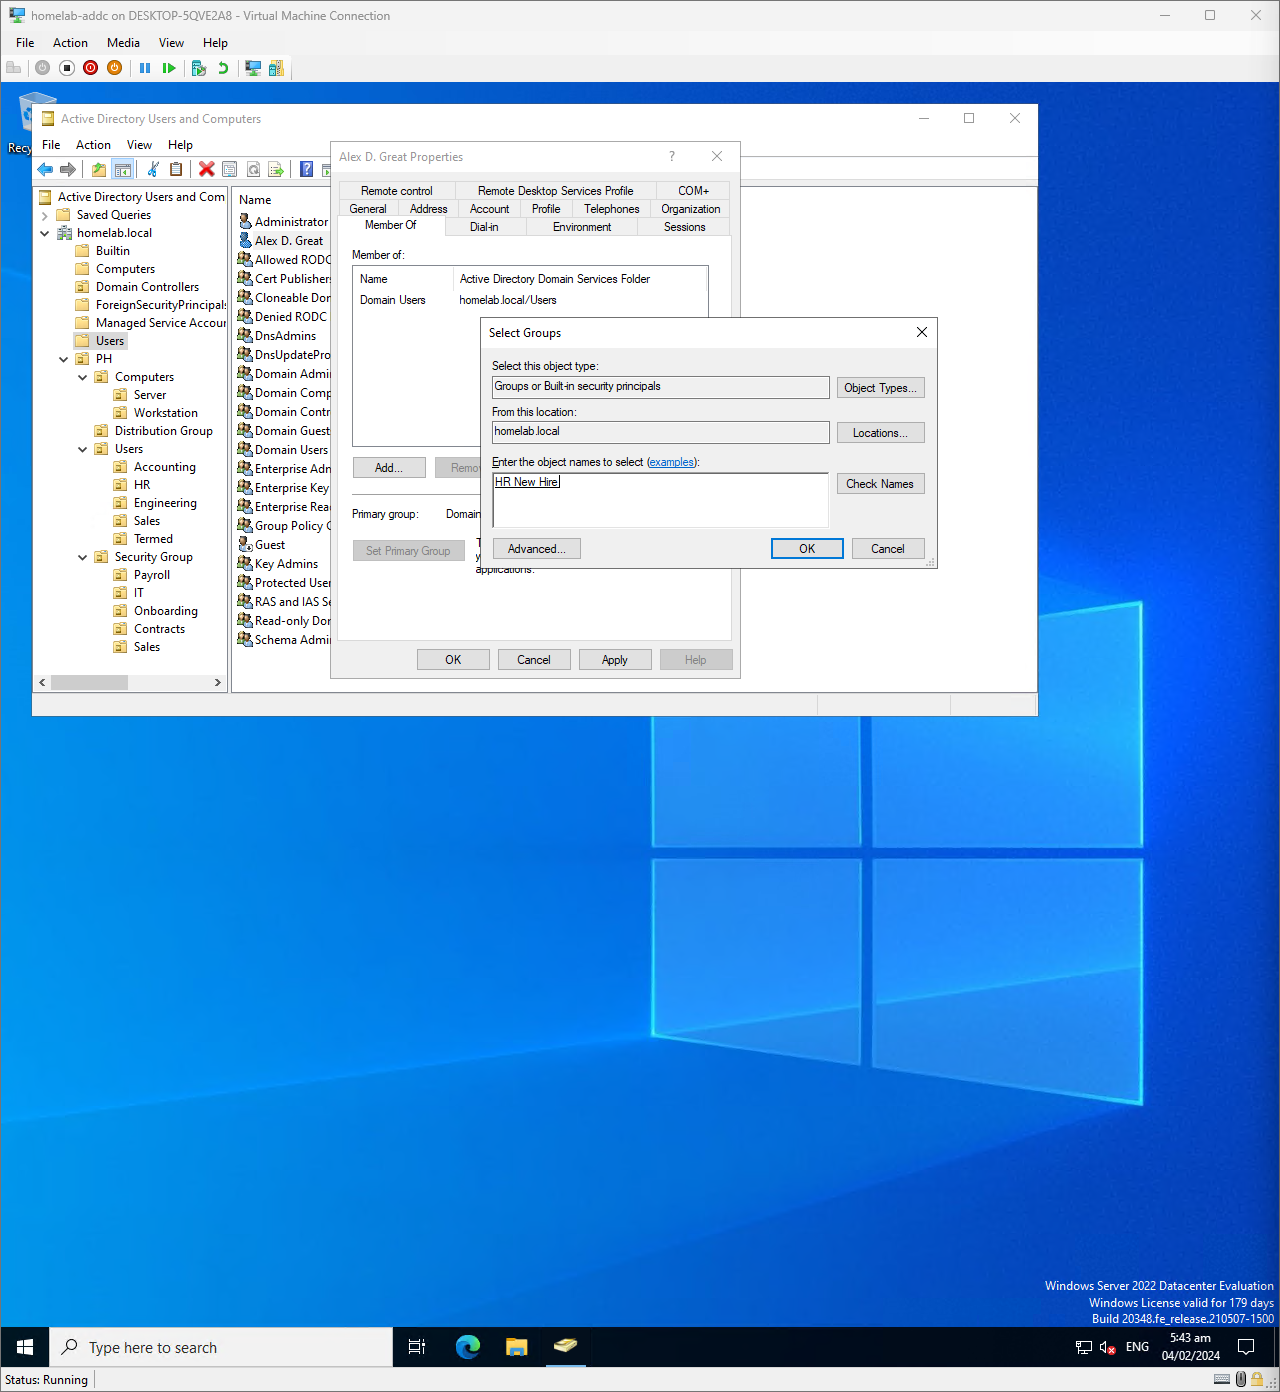 homelab-addc on DESKTOP-5QVE2A8 - Virtual Machine Connection
File Action Media View Help
Recyc
Active Directory Users and Computers
File Action View Help
Active Directory Users and Com
Saved Queries
homelab.local
Builtin
Computers
Domain Controllers
ForeignSecurityPrincipals
Managed Service Accour
Users
PH
Computers
Server
Workstation
Distribution Group
Users
Accounting
HR
Engineering
Sales
Termed
Security Group
Payroll
IT
Onboarding
Contracts
Sales
Name
Administrator
Alex D. Great
Allowed RODC
Cert Publishers
Cloneable Dor
Denied RODC
DnsAdmins
DnsUpdatePro
Domain Admi
Domain Comp
Domain Contr
Domain Guest
Domain Users
Enterprise Adn
Enterprise Key
Enterprise Rea
Group Policy C
Guest
Key Admins
Protected User
RAS and IAS Se
Read-only Dor
Schema Admi
Alex D. Great Properties
?
Remote control Remote Desktop Services Profile COM+
General Address Account Profile Telephones Organization
Member Of Dial-in Environment Sessions
Member of:
Name Active Directory Domain Services Folder
Domain Users homelab.local/Users
Add... Remov
Primary group: Domain
Set Primary Group
applications.
OK Cancel Apply Help
Select Groups
Select this object type:
Groups or Built-in security principals
Object Types...
From this location:
homelab.local
Locations...
Enter the object names to select (examples):
HR New Hire
Check Names
Advanced... OK Cancel
Windows Server 2022 Datacenter Evaluation
Windows License valid for 179 days
Build 20348.fe_release.210507-1500
Type here to search
ENG
5:43 am
04/02/2024
Status: Running